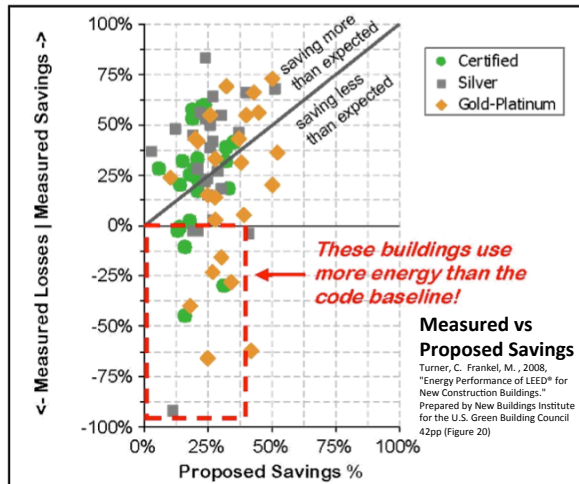 <- Measured Losses | Measured Savings ->
100%
75%
50%
25%
0%
-25%
-50%
-75%
-100%
0%
25%
50%
75%
100%
Proposed Savings %
saving more
than expected
saving less
than expected
Certified
Silver
Gold-Platinum
These buildings use
more energy than the
code baseline!
Measured vs
Proposed Savings
Turner, C. Frankel, M. , 2008,
"Energy Performance of LEED® for
New Construction Buildings."
Prepared by New Buildings Institute
for the U.S. Green Building Council
42pp (Figure 20)